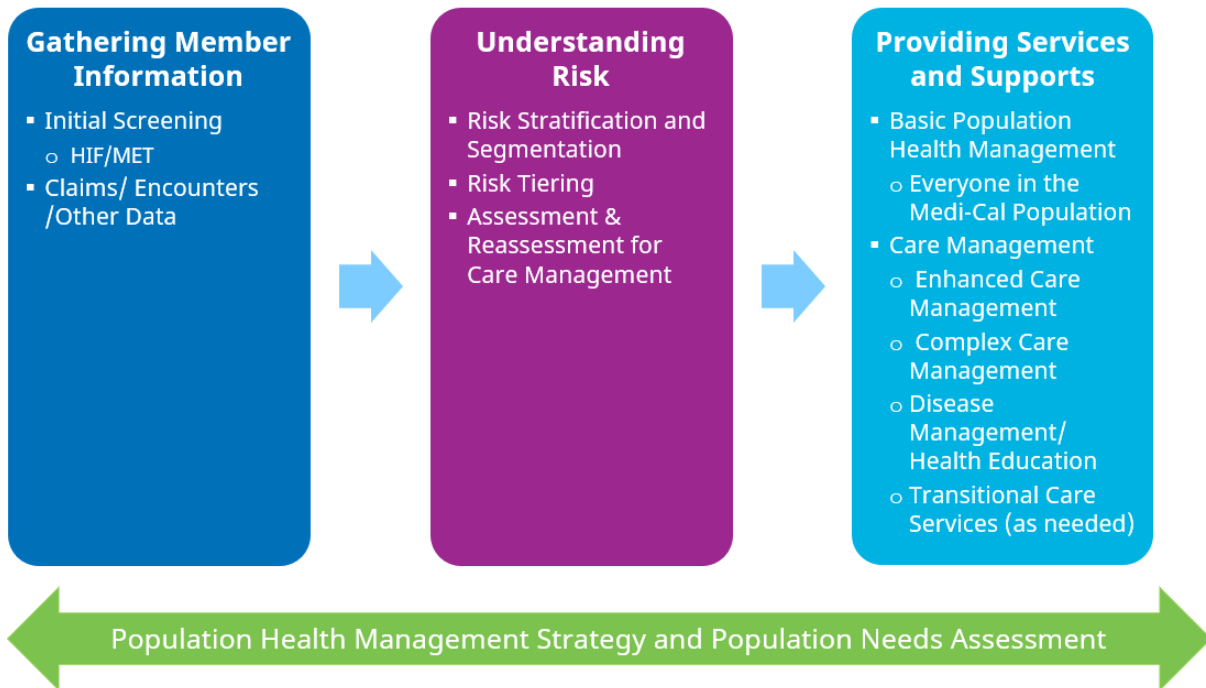 Gathering Member
Information
▪ Initial Screening
o HIF/MET
▪ Claims/ Encounters
/Other Data
Understanding
Risk
▪ Risk Stratification and
Segmentation
▪ Risk Tiering
▪ Assessment &
Reassessment for
Care Management
Providing Services
and Supports
▪ Basic Population
Health Management
o Everyone in the
Medi-Cal Population
▪ Care Management
o Enhanced Care
Management
o Complex Care
Management
o Disease
Management/
Health Education
o Transitional Care
Services (as needed)
Population Health Management Strategy and Population Needs Assessment